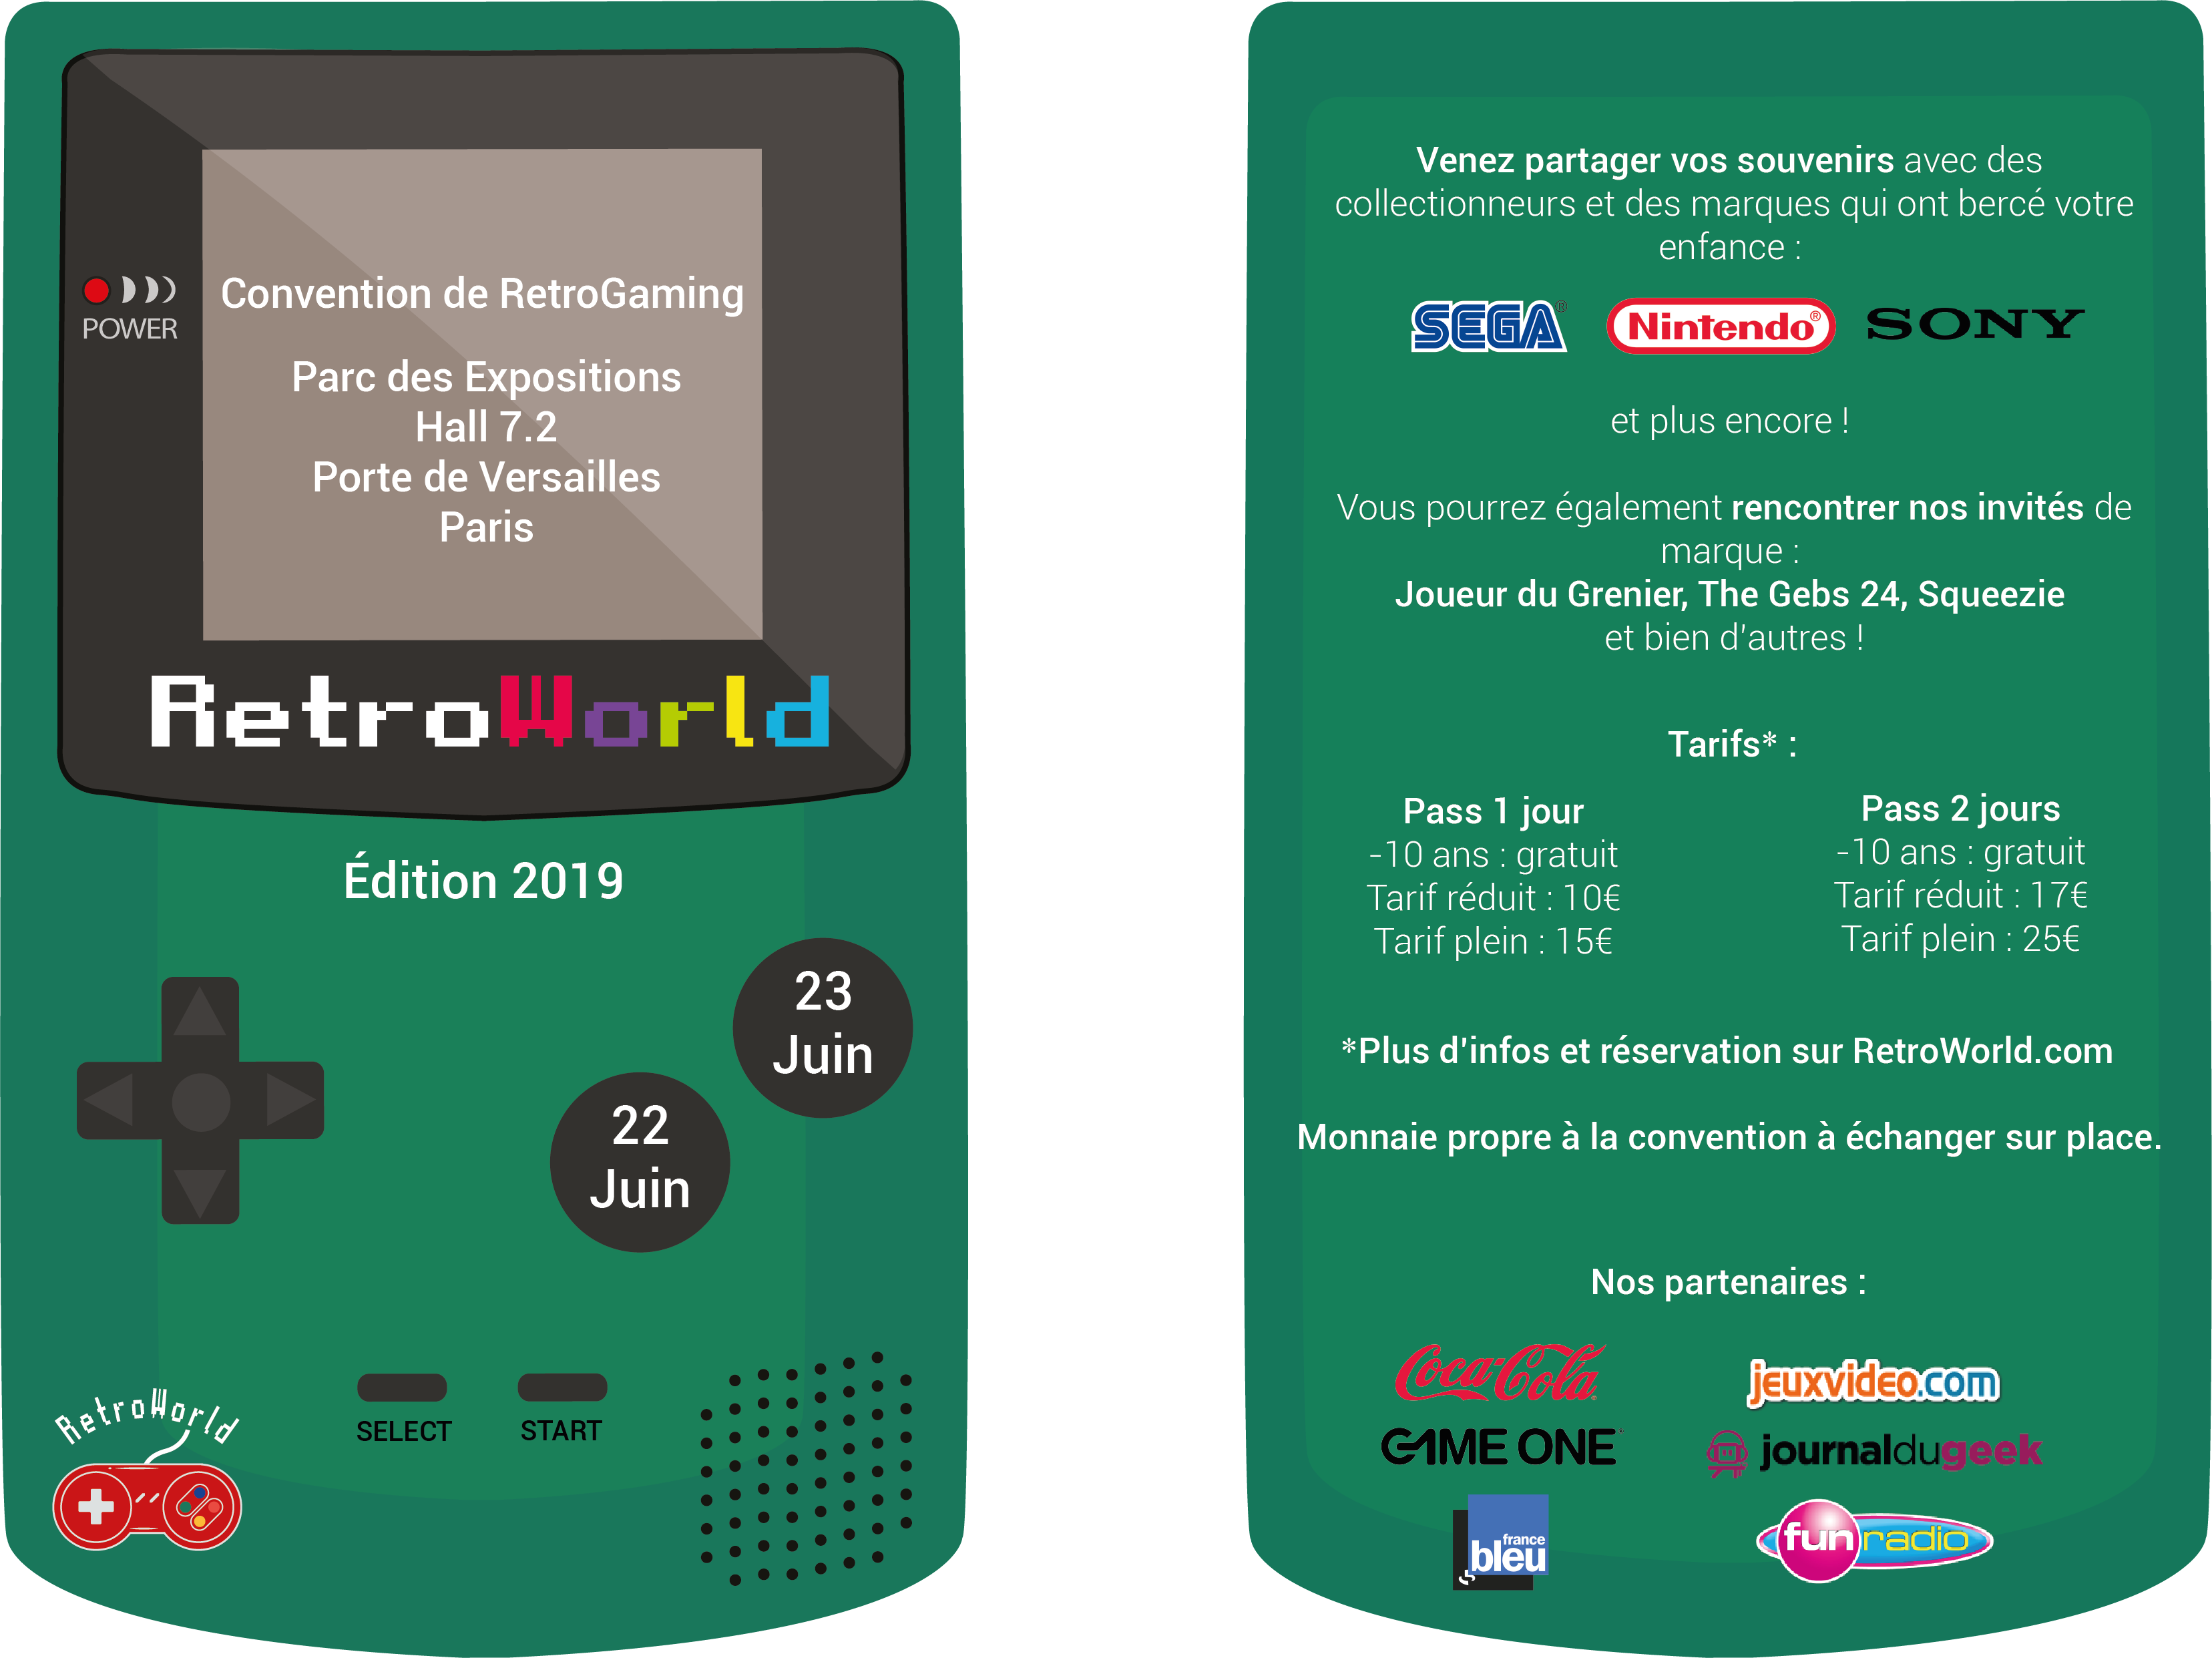 POWER
Convention de RetroGaming
Parc des Expositions
Hall 7.2
Porte de Versailles
Paris
RetroWorld
Édition 2019
23
Juin
22
Juin
SELECT
START
RetroWorld
Venez partager vos souvenirs avec des
collectionneurs et des marques qui ont bercé votre
enfance :
SEGA®
Nintendo®
SONY
et plus encore !
Vous pourrez également rencontrer nos invités de
marque :
Joueur du Grenier, The Gebs 24, Squeezie
et bien d'autres !
Tarifs* :
Pass 1 jour
-10 ans : gratuit
Tarif réduit : 10€
Tarif plein : 15€
Pass 2 jours
-10 ans : gratuit
Tarif réduit : 17€
Tarif plein : 25€
*Plus d'infos et réservation sur RetroWorld.com
Monnaie propre à la convention à échanger sur place.
Nos partenaires :
Coca-Cola
jeuxvideo.com
GAME ONE
journaldugeek
france
bleu
fun radio